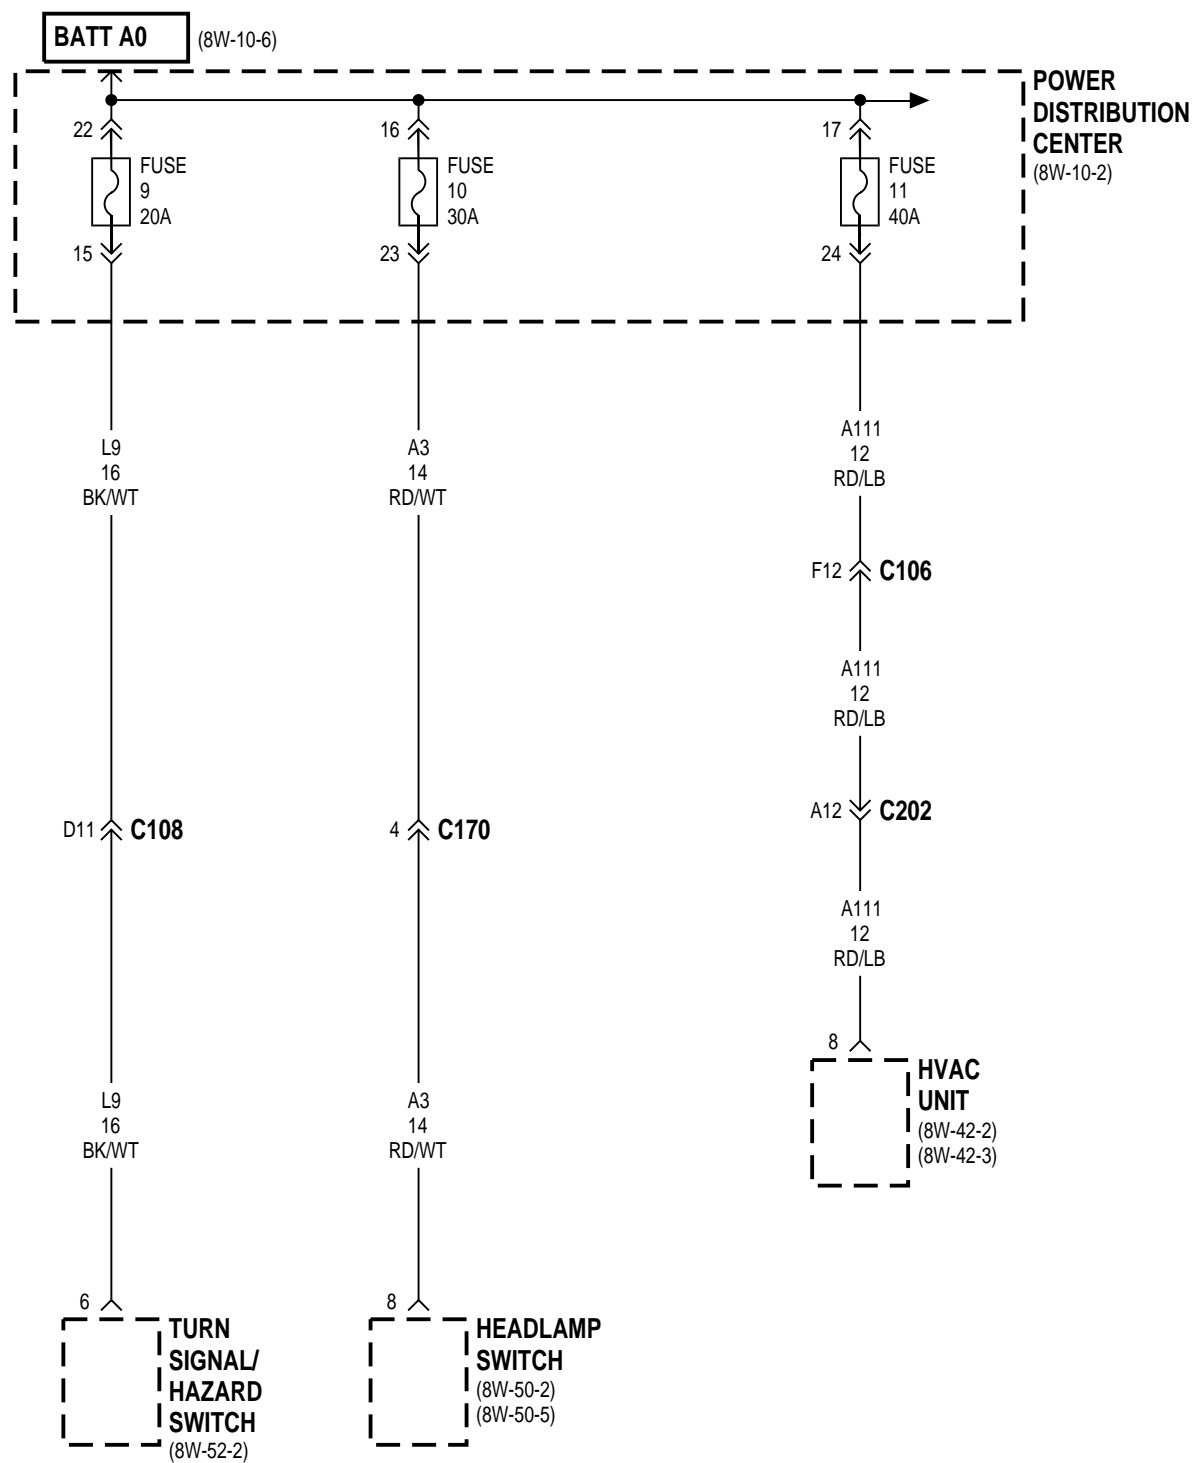 BATT A0
(8W-10-6)
POWER
DISTRIBUTION
CENTER
(8W-10-2)
22
FUSE
9
20A
15
16
FUSE
10
30A
23
17
FUSE
11
40A
24
L9
16
BK/WT
A3
14
RD/WT
A111
12
RD/LB
F12
C106
A111
12
RD/LB
D11
C108
4
C170
A12
C202
A111
12
RD/LB
L9
16
BK/WT
A3
14
RD/WT
8
HVAC
UNIT
(8W-42-2)
(8W-42-3)
6
TURN
SIGNAL/
HAZARD
SWITCH
(8W-52-2)
8
HEADLAMP
SWITCH
(8W-50-2)
(8W-50-5)